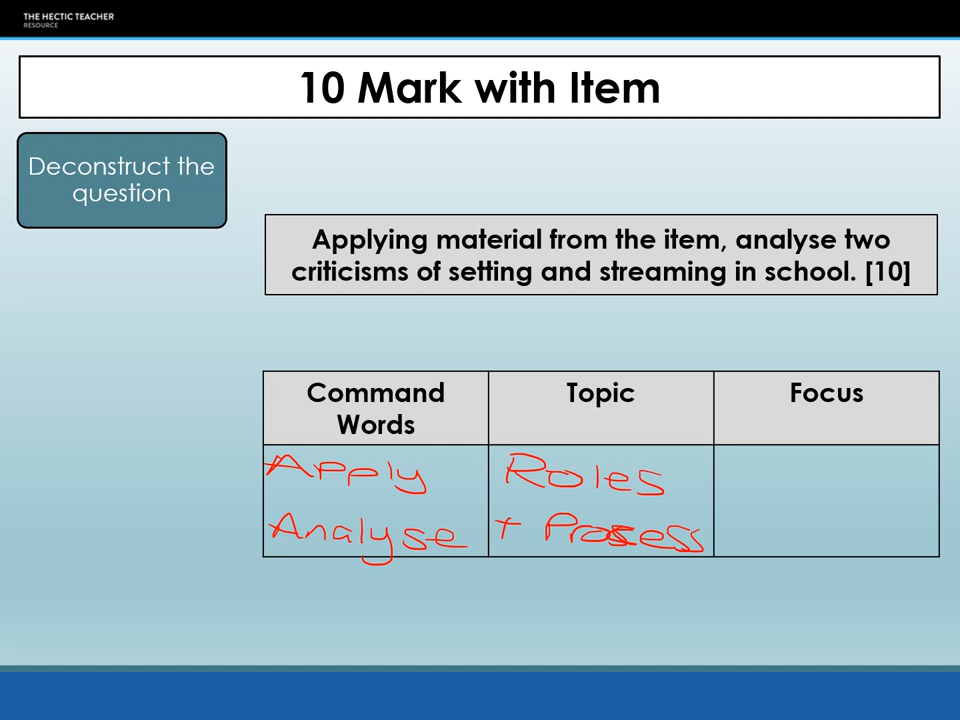 THE HECTIC TEACHER
RESOURCE
10 Mark with Item
Deconstruct the
question
Applying material from the item, analyse two
criticisms of setting and streaming in school. [10]
Command
Words
Topic
Focus
Apply
Analyse
Roles
+ Process